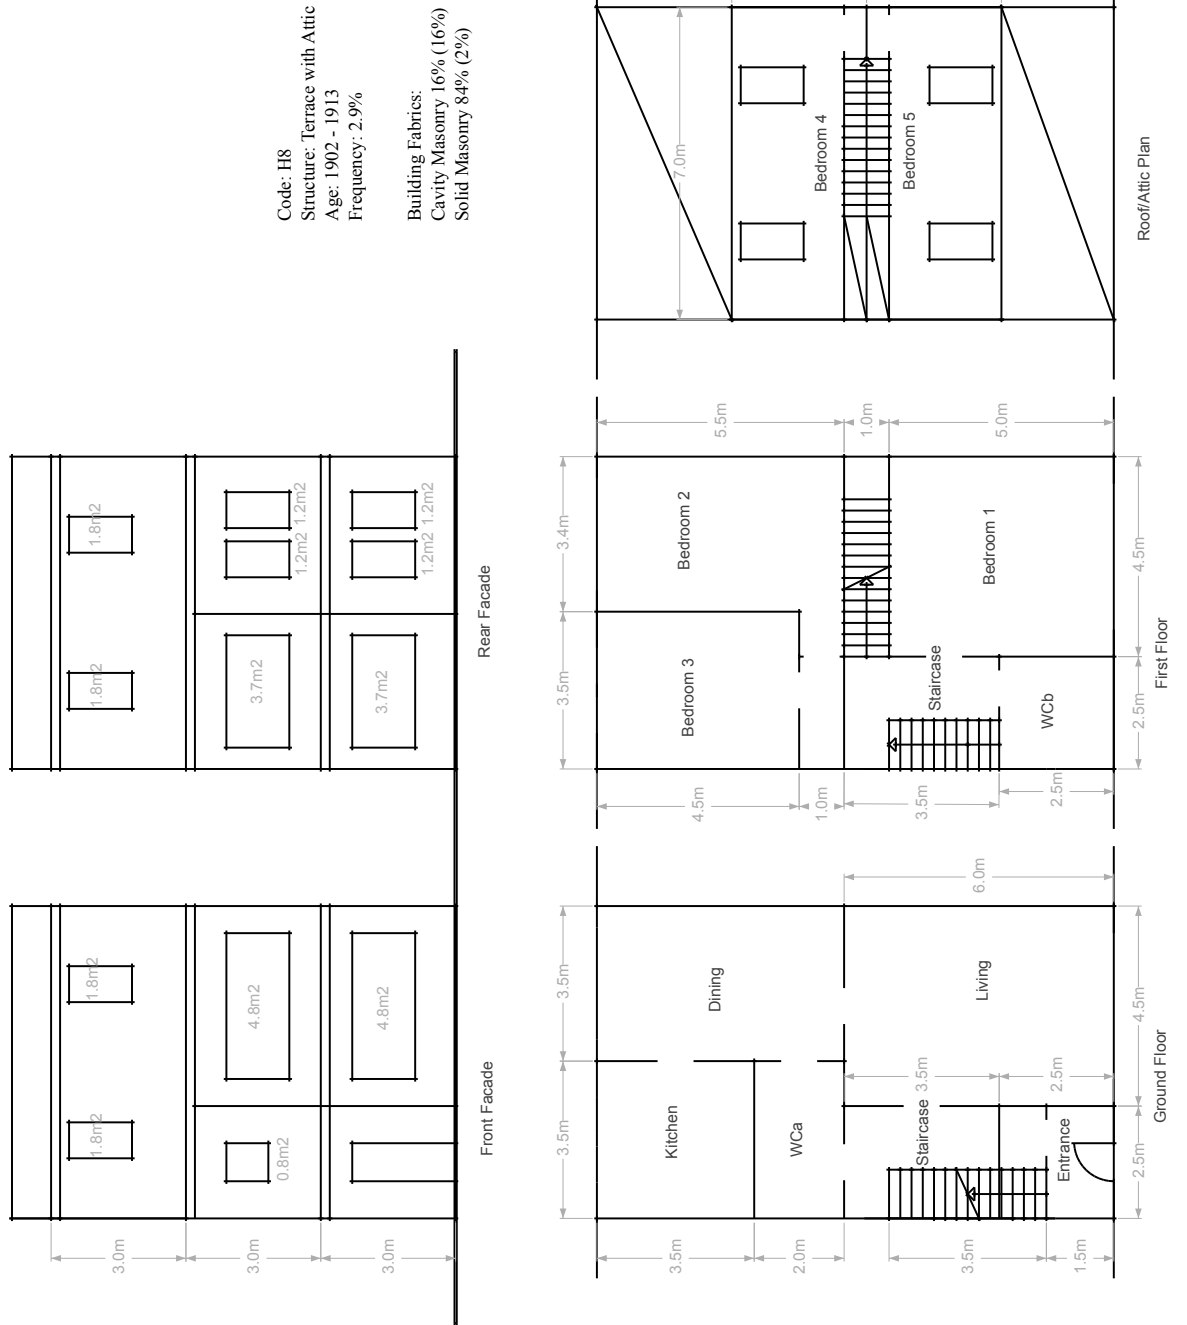 3.0m
3.0m
3.0m
1.8m2
1.8m2
0.8m2
4.8m2
4.8m2
Front Facade
1.8m2
1.8m2
3.7m2
1.2m2
1.2m2
3.7m2
1.2m2
1.2m2
Rear Facade
Code: H8
Structure: Terrace with Attic
Age: 1902 - 1913
Frequency: 2.9%
Building Fabrics:
Cavity Masonry 16% (16%)
Solid Masonry 84% (2%)
3.5m
3.5m
3.5m
2.0m
3.5m
1.5m
Kitchen
Dining
WCa
Staircase
3.5m
2.5m
Living
6.0m
Entrance
2.5m
4.5m
Ground Floor
3.5m
3.4m
4.5m
1.0m
3.5m
2.5m
Bedroom 3
Bedroom 2
Staircase
WCb
Bedroom 1
5.5m
1.0m
5.0m
2.5m
4.5m
First Floor
7.0m
Bedroom 4
Bedroom 5
Roof/Attic Plan